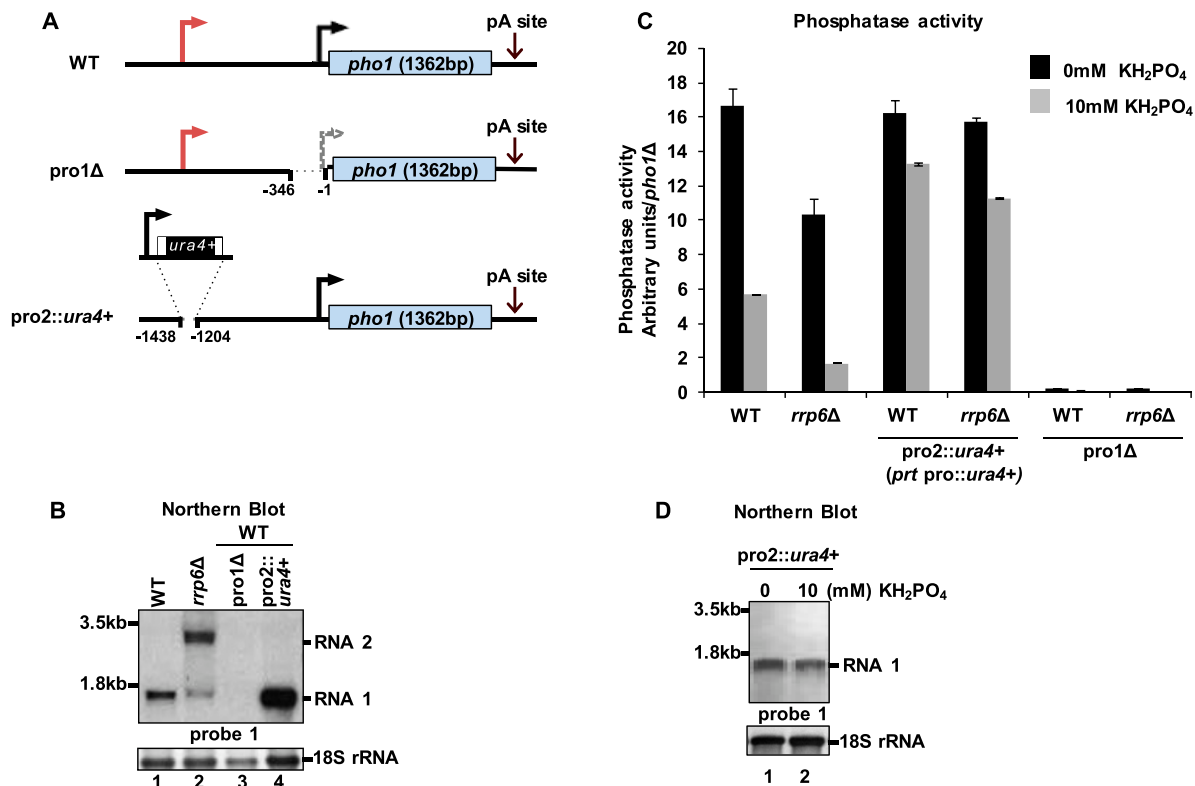 A
WT
pA site
pho1 (1362bp)
pro1Δ
pA site
pho1 (1362bp)
-346
-1
ura4+
pro2::ura4+
pA site
pho1 (1362bp)
-1438
-1204
B
Northern Blot
WT
WT
rrp6Δ
pro1Δ
pro2::
ura4+
3.5kb
RNA 2
1.8kb
RNA 1
probe 1
18S rRNA
1 2 3 4
C
Phosphatase activity
0mM KH₂PO₄
10mM KH₂PO₄
Phosphatase activity
Arbitrary units/pho1Δ
20
18
16
14
12
10
8
6
4
2
0
WT rrp6Δ WT rrp6Δ WT rrp6Δ
pro2::ura4+
(prt pro::ura4+)
pro1Δ
D
Northern Blot
pro2::ura4+
0 10 (mM) KH₂PO₄
3.5kb
1.8kb
RNA 1
probe 1
18S rRNA
1 2